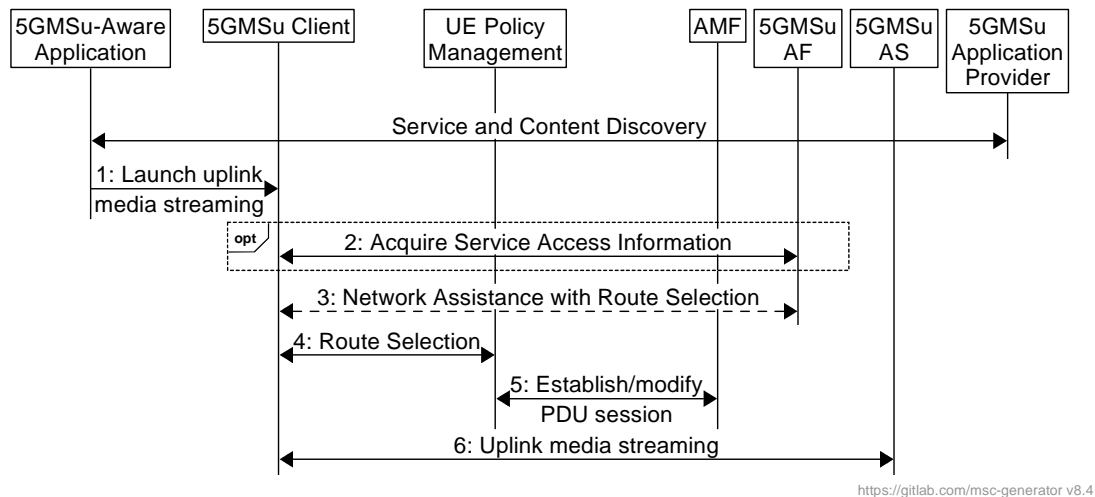 5GMSu-Aware
Application
5GMSu Client
UE Policy
Management
AMF
5GMSu
AF
5GMSu
AS
5GMSu
Application
Provider
Service and Content Discovery
1: Launch uplink
media streaming
opt
2: Acquire Service Access Information
3: Network Assistance with Route Selection
4: Route Selection
5: Establish/modify
PDU session
6: Uplink media streaming
https://gitlab.com/msc-generator v8.4